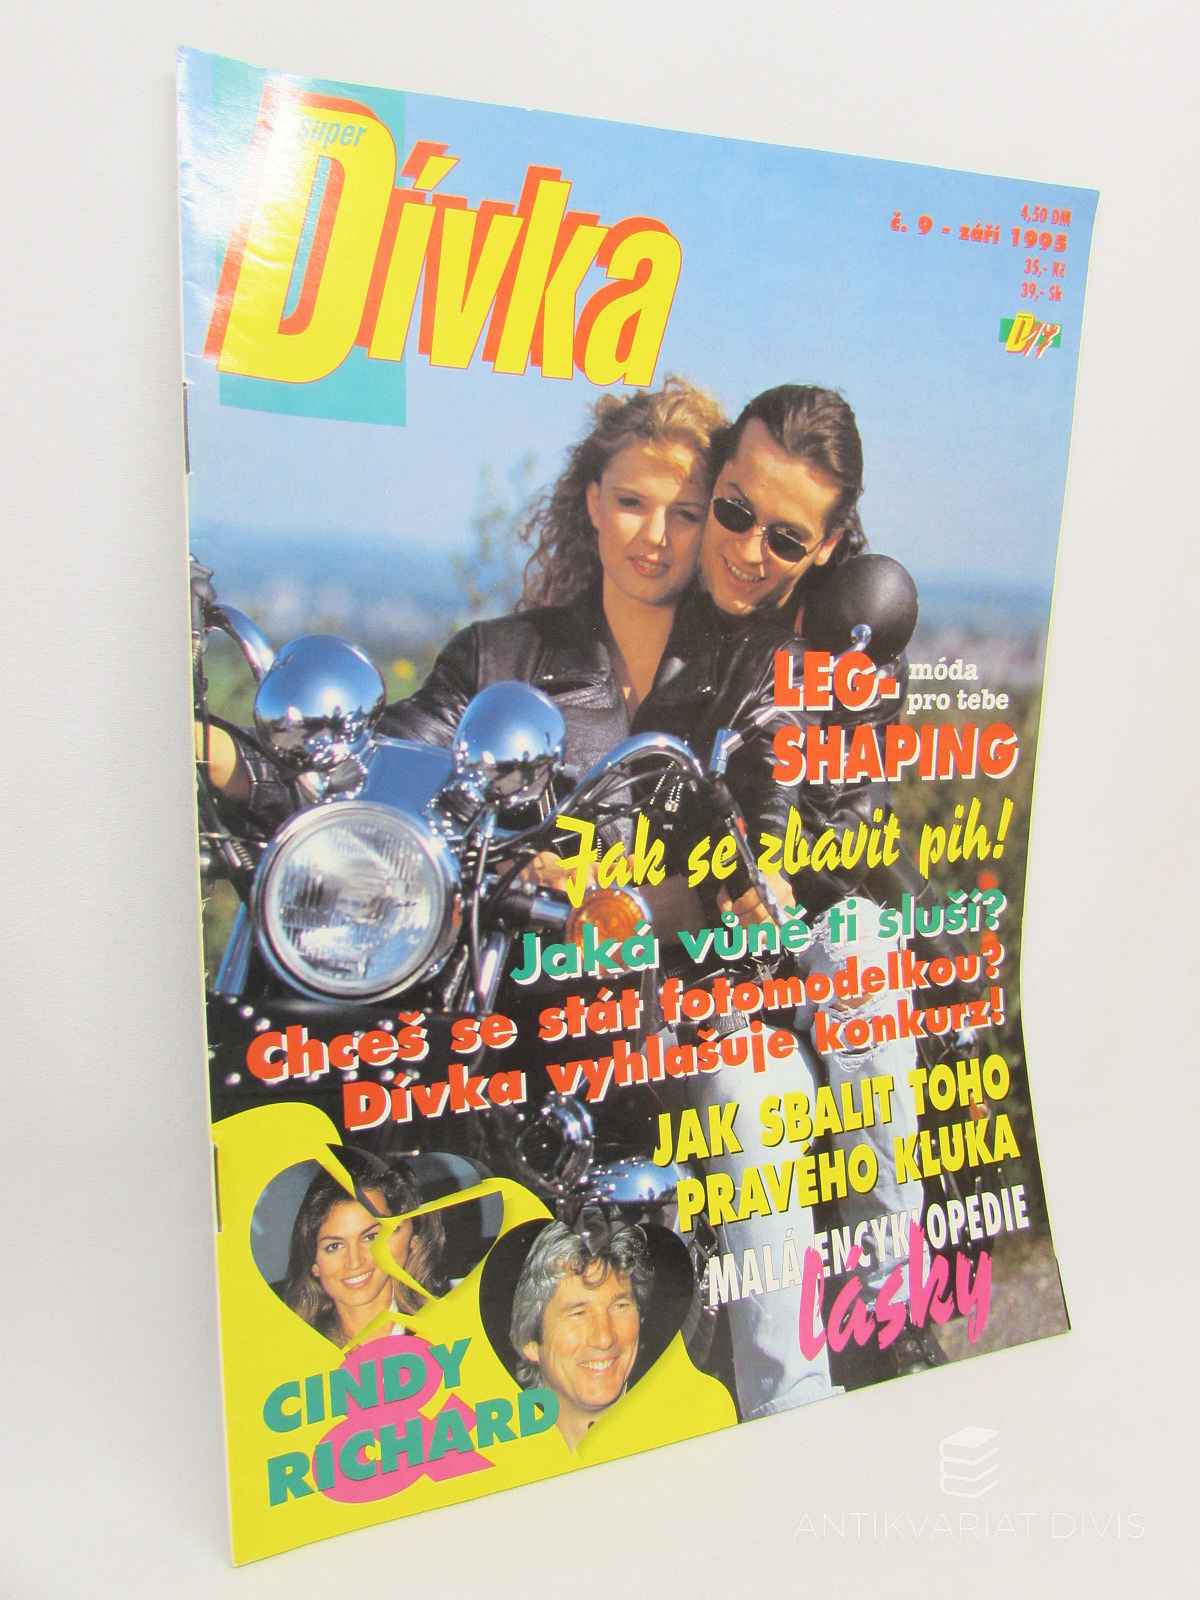 super
Dívka
4,50 DM
č. 9 - září 1995
35,- Kč
39,- Sk
LEG-
móda
pro tebe
SHAPING
Jak se zbavit pih!
Jaká vůně ti sluší?
Chceš se stát fotomodelkou?
Dívka vyhlašuje konkurz!
JAK SBALIT TOHO
PRAVÉHO KLUKA
MALÁ ENCYKLOPEDIE
lásky
CINDY
&
RICHARD
ANTIKVARIAT DIVIS